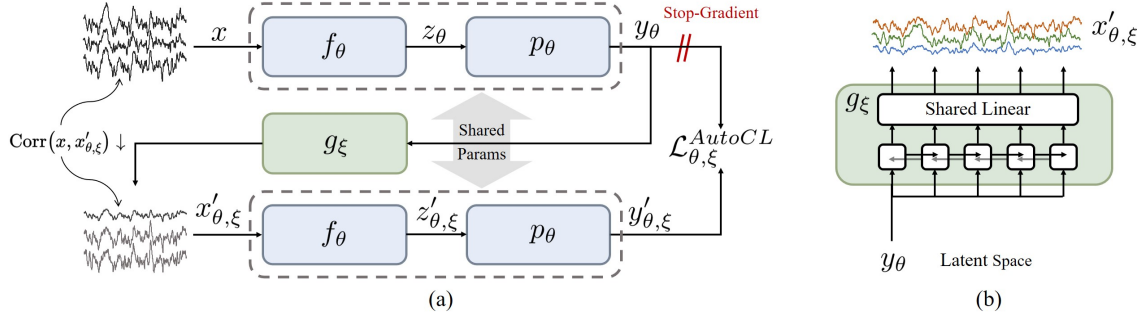 x
f_θ
z_θ
p_θ
y_θ
Stop-Gradient
Corr(x, x′_{θ,ξ}) ↓
g_ξ
Shared
Params
ℒ^{AutoCL}_{θ,ξ}
x′_{θ,ξ}
f_θ
z′_{θ,ξ}
p_θ
y′_{θ,ξ}
(a)
x′_{θ,ξ}
g_ξ
Shared Linear
y_θ
Latent Space
(b)